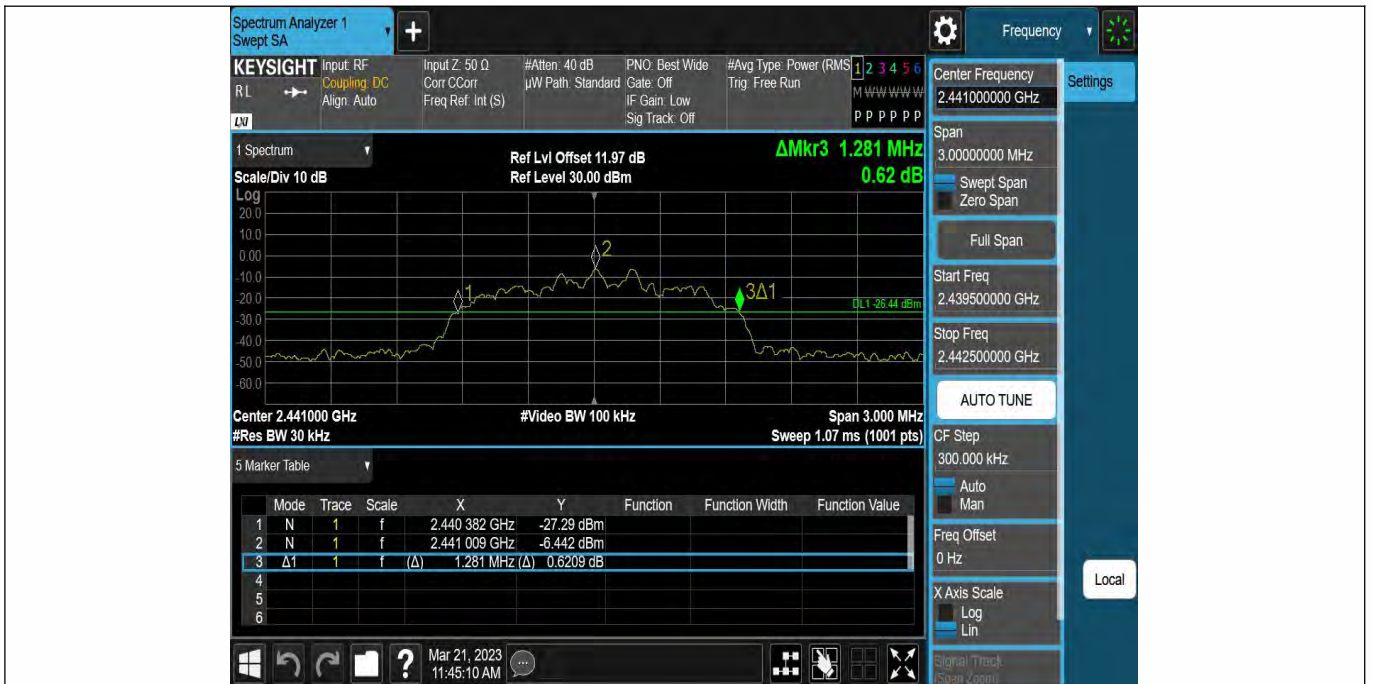 Spectrum Analyzer 1
Swept SA
Frequency
KEYSIGHT
RL
LXI
Input: RF
Coupling: DC
Align: Auto
Input Z: 50 Ω
Corr CCorr
Freq Ref: Int (S)
#Atten: 40 dB
µW Path: Standard
PNO: Best Wide
Gate: Off
IF Gain: Low
Sig Track: Off
#Avg Type: Power (RMS
Trig: Free Run
1 2 3 4 5 6
M W W W W W
P P P P P P
1 Spectrum
Scale/Div 10 dB
Ref Lvl Offset 11.97 dB
Ref Level 30.00 dBm
ΔMkr3 1.281 MHz
0.62 dB
Log
20.0
10.0
0.00
-10.0
-20.0
-30.0
-40.0
-50.0
-60.0
1
2
3Δ1
DL1 -26.44 dBm
Center 2.441000 GHz
#Video BW 100 kHz
Span 3.000 MHz
#Res BW 30 kHz
Sweep 1.07 ms (1001 pts)
5 Marker Table
Mode Trace Scale X Y Function Function Width Function Value
1 N 1 f 2.440 382 GHz -27.29 dBm
2 N 1 f 2.441 009 GHz -6.442 dBm
3 Δ1 1 f (Δ) 1.281 MHz (Δ) 0.6209 dB
4
5
6
Mar 21, 2023
11:45:10 AM
Center Frequency
2.441000000 GHz
Span
3.00000000 MHz
Swept Span
Zero Span
Full Span
Start Freq
2.439500000 GHz
Stop Freq
2.442500000 GHz
AUTO TUNE
CF Step
300.000 kHz
Auto
Man
Freq Offset
0 Hz
X Axis Scale
Log
Lin
Signal Track
(Span Zoom)
Settings
Local